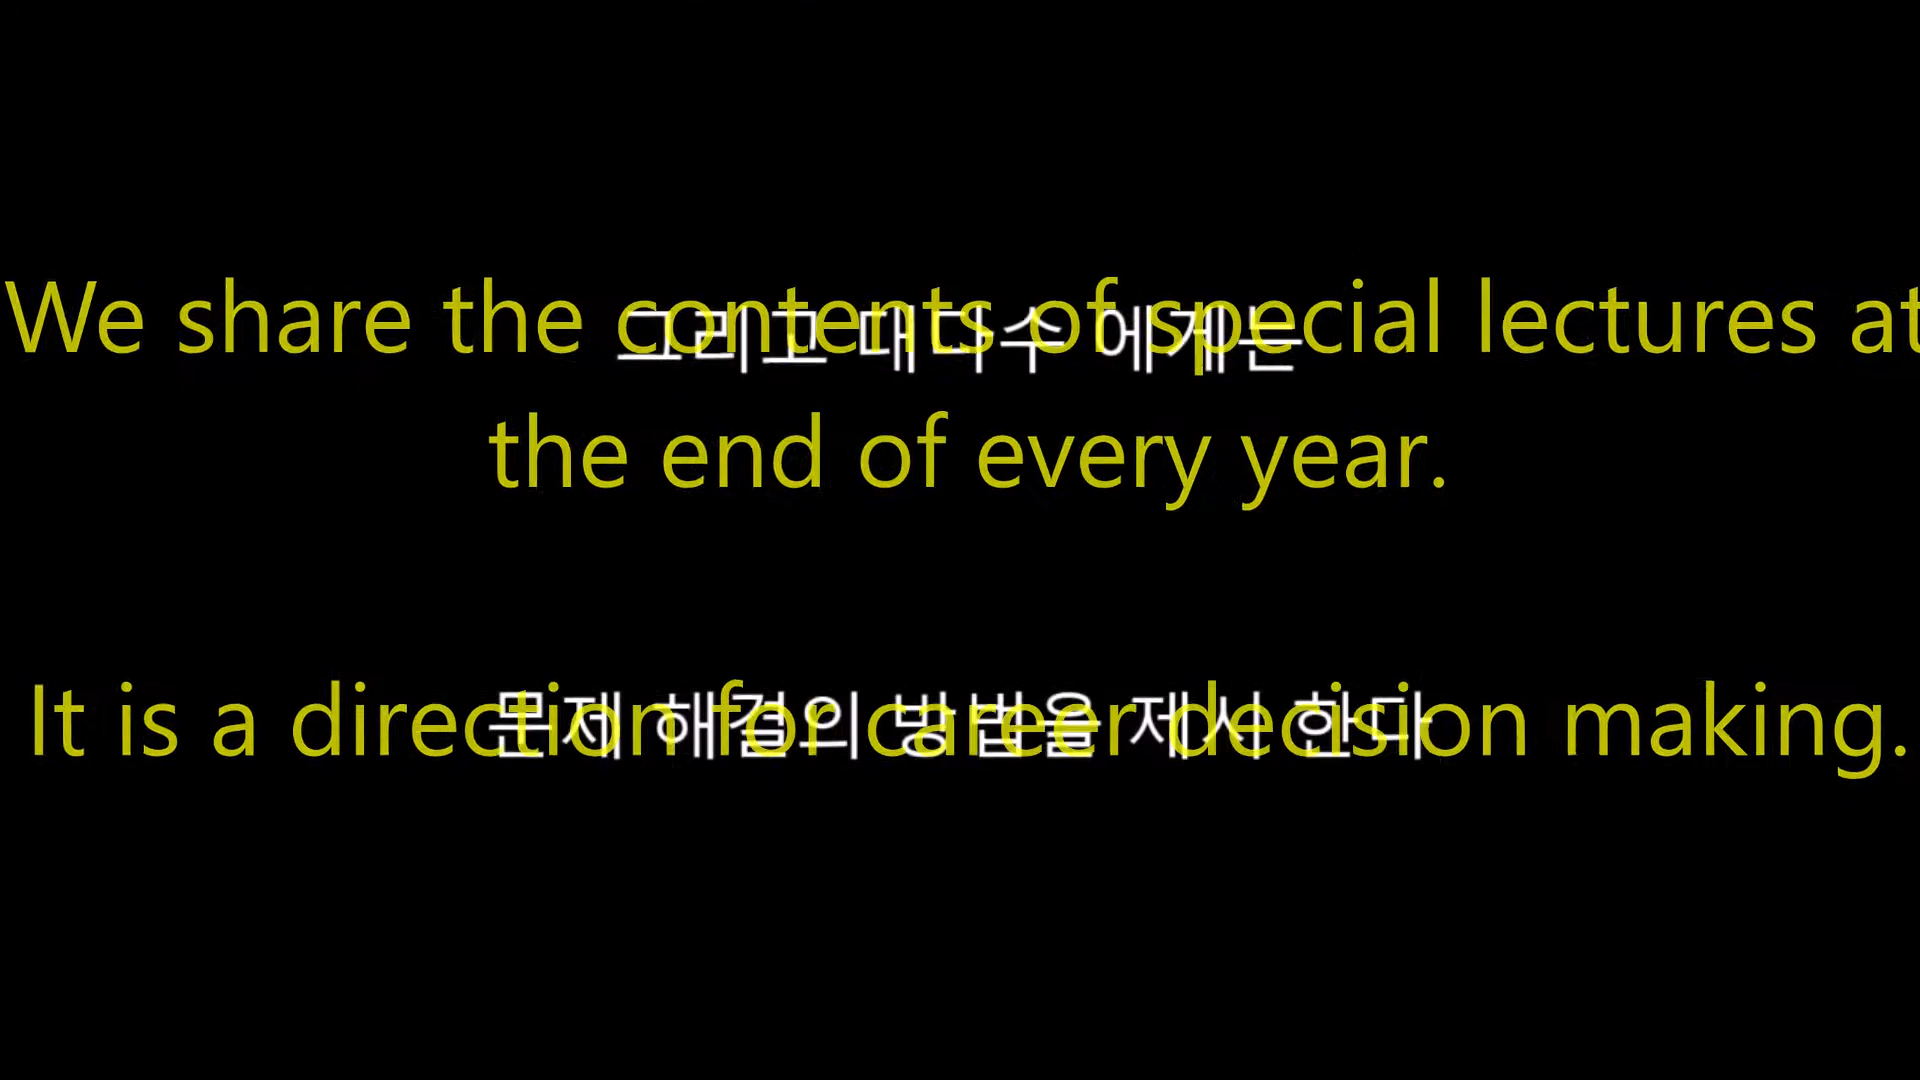 We share the contents of special lectures at
그리고 대다수 에게는
the end of every year.
It is a direction for career decision making.
문제 해결의 방법을 제시 한다